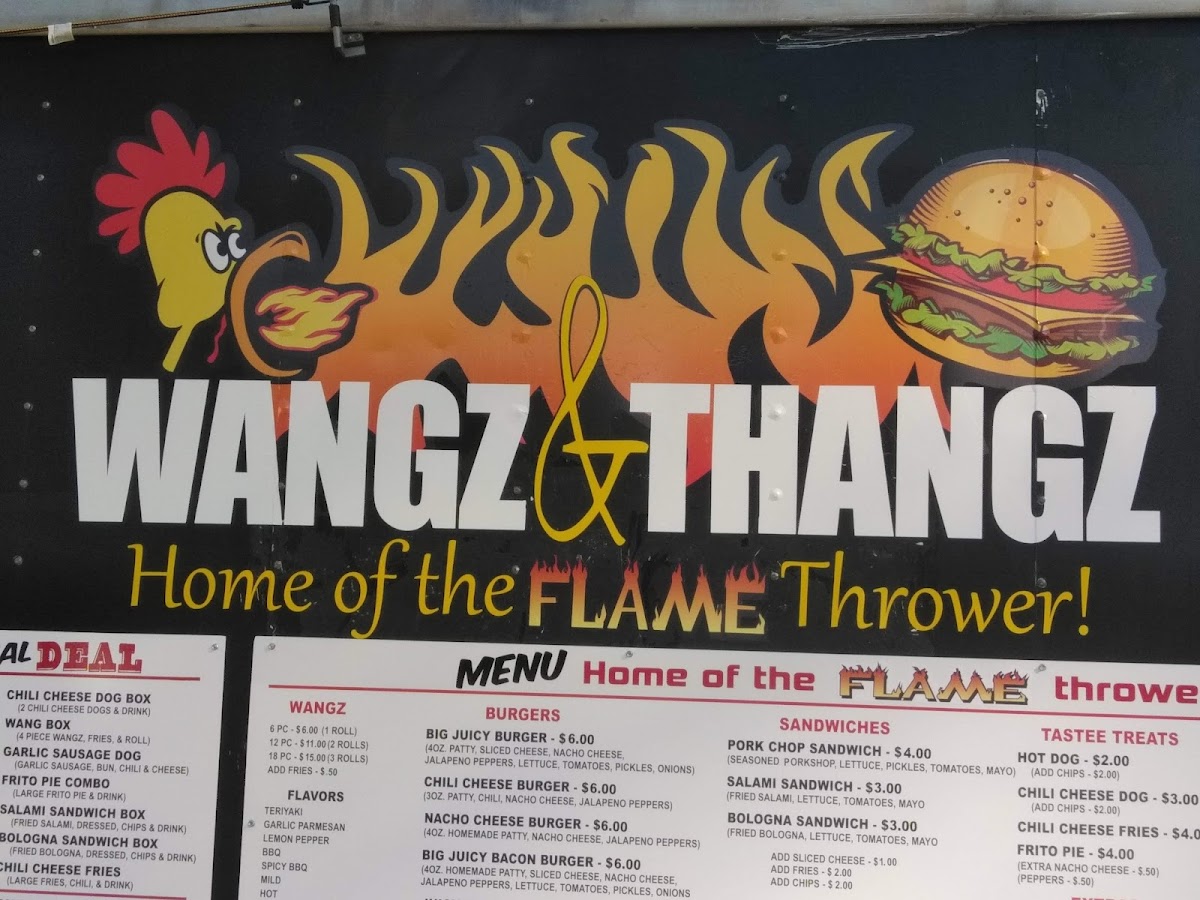 WANGZ & THANGZ
Home of the FLAME Thrower!
AL DEAL
CHILI CHEESE DOG BOX
(2 CHILI CHEESE DOGS & DRINK)
WANG BOX
(4 PIECE WANGZ, FRIES, & ROLL)
GARLIC SAUSAGE DOG
(GARLIC SAUSAGE, BUN, CHILI & CHEESE)
FRITO PIE COMBO
(LARGE FRITO PIE & DRINK)
SALAMI SANDWICH BOX
(FRIED SALAMI, DRESSED, CHIPS & DRINK)
BOLOGNA SANDWICH BOX
(FRIED BOLOGNA, DRESSED, CHIPS & DRINK)
CHILI CHEESE FRIES
(LARGE FRIES, CHILI, & DRINK)
MENU Home of the FLAME throwe
WANGZ
6 PC - $6.00 (1 ROLL)
12 PC - $11.00 (2 ROLLS)
18 PC - $15.00 (3 ROLLS)
ADD FRIES - $.50
FLAVORS
TERIYAKI
GARLIC PARMESAN
LEMON PEPPER
BBQ
SPICY BBQ
MILD
HOT
BURGERS
BIG JUICY BURGER - $6.00
(4OZ. PATTY, SLICED CHEESE, NACHO CHEESE,
JALAPENO PEPPERS, LETTUCE, TOMATOES, PICKLES, ONIONS)
CHILI CHEESE BURGER - $6.00
(3OZ. PATTY, CHILI, NACHO CHEESE, JALAPENO PEPPERS)
NACHO CHEESE BURGER - $6.00
(4OZ. HOMEMADE PATTY, NACHO CHEESE, JALAPENO PEPPERS)
BIG JUICY BACON BURGER - $6.00
(4OZ. HOMEMADE PATTY, SLICED CHEESE, NACHO CHEESE,
JALAPENO PEPPERS, LETTUCE, TOMATOES, PICKLES, ONIONS
SANDWICHES
PORK CHOP SANDWICH - $4.00
(SEASONED PORKSHOP, LETTUCE, PICKLES, TOMATOES, MAYO)
SALAMI SANDWICH - $3.00
(FRIED SALAMI, LETTUCE, TOMATOES, MAYO
BOLOGNA SANDWICH - $3.00
(FRIED BOLOGNA, LETTUCE, TOMATOES, MAYO
ADD SLICED CHEESE - $1.00
ADD FRIES - $ 2.00
ADD CHIPS - $ 2.00
TASTEE TREATS
HOT DOG - $2.00
(ADD CHIPS - $2.00)
CHILI CHEESE DOG - $3.00
(ADD CHIPS - $2.00)
CHILI CHEESE FRIES - $4.0
FRITO PIE - $4.00
(EXTRA NACHO CHEESE - $.50)
(PEPPERS - $.50)